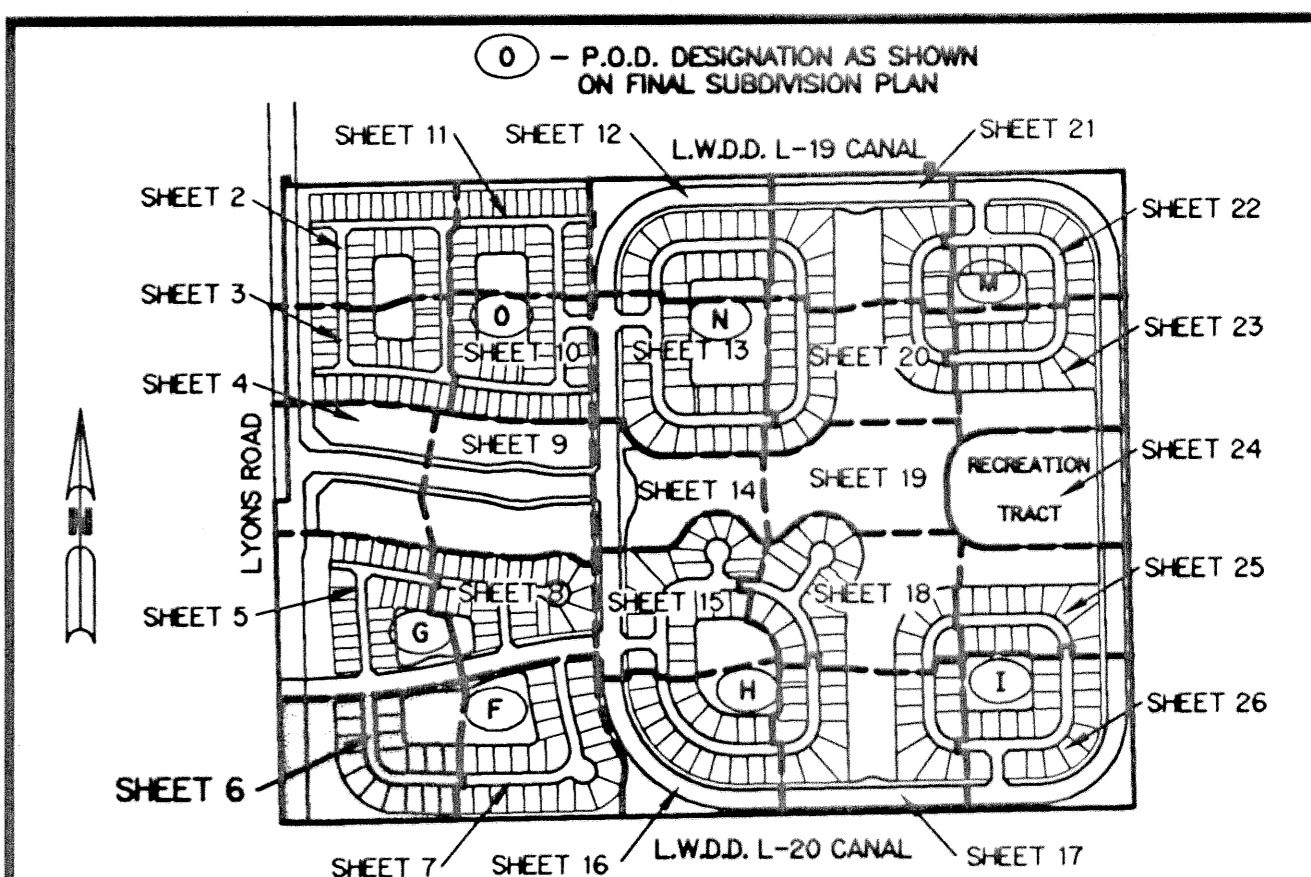 O - P.O.D. DESIGNATION AS SHOWN
ON FINAL SUBDIVISION PLAN
SHEET 11
SHEET 12
L.W.D.D. L-19 CANAL
SHEET 21
SHEET 2
SHEET 22
SHEET 3
M
O
N
SHEET 10
SHEET 13
SHEET 20
SHEET 23
SHEET 4
SHEET 9
SHEET 14
SHEET 19
RECREATION
TRACT
SHEET 24
LYONS ROAD
N
SHEET 5
SHEET 8
SHEET 15
SHEET 18
SHEET 25
G
F
H
I
SHEET 6
SHEET 26
SHEET 7
SHEET 16
L.W.D.D. L-20 CANAL
SHEET 17